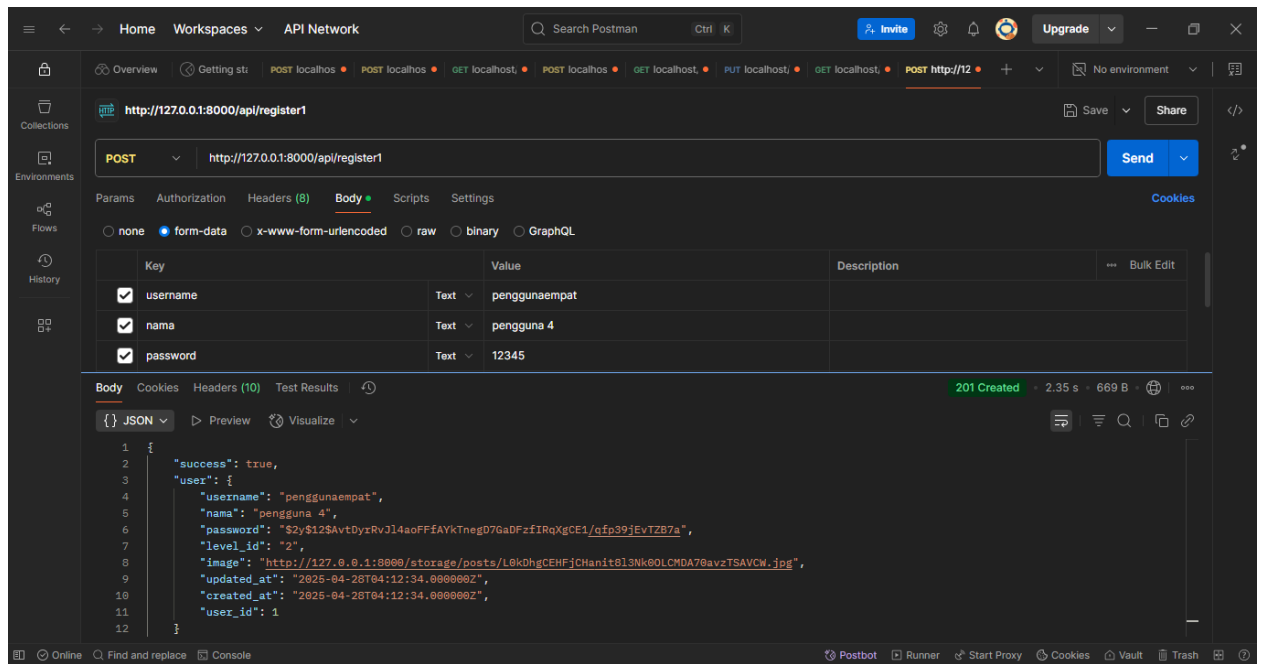 Home Workspaces API Network Search Postman Ctrl K Invite Upgrade
Overview Getting sta POST localhos POST localhos GET localhost, POST localhos GET localhost, PUT localhost/ GET localhost, POST http://12 No environment
HTTP http://127.0.0.1:8000/api/register1 Save Share
Collections
POST http://127.0.0.1:8000/api/register1 Send
Environments
Params Authorization Headers (8) Body Scripts Settings Cookies
Flows
none form-data x-www-form-urlencoded raw binary GraphQL
History
Key Value Description Bulk Edit
username Text penggunaempat
nama Text pengguna 4
password Text 12345
Body Cookies Headers (10) Test Results 201 Created 2.35 s 669 B
{} JSON Preview Visualize
1 {
2 "success": true,
3 "user": {
4 "username": "penggunaempat",
5 "nama": "pengguna 4",
6 "password": "$2y$12$AvtDyrRvJl4aoFFfAYkTnegD7GaDFzfIRqXgCE1/qfp39jEvTZB7a",
7 "level_id": "2",
8 "image": "http://127.0.0.1:8000/storage/posts/L0kDhgCEHFjCHanit8l3Nk0OLCMDA70avzTSAVCW.jpg",
9 "updated_at": "2025-04-28T04:12:34.000000Z",
10 "created_at": "2025-04-28T04:12:34.000000Z",
11 "user_id": 1
12 }
Online Find and replace Console Postbot Runner Start Proxy Cookies Vault Trash